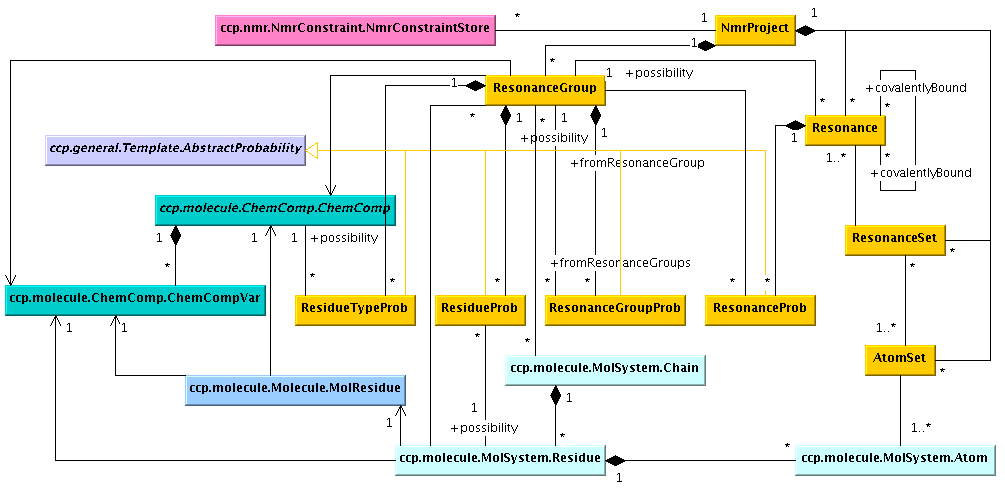 * 1 1
ccp.nmr.NmrConstraint.NmrConstraintStore
NmrProject
1
* 1 +possibility
1
ResonanceGroup
+covalentlyBound
* * *
* 1 * 1 1
Resonance
+possibility
1
ccp.general.Template.AbstractProbability
1..* *
+fromResonanceGroup
+covalentlyBound
ccp.molecule.ChemComp.ChemComp
1 1 1 +possibility
ResonanceSet
*
* +fromResonanceGroups *
* * * * * * *
ccp.molecule.ChemComp.ChemCompVar
ResidueTypeProb
ResidueProb
ResonanceGroupProb
ResonanceProb
1 1 * * 1..*
AtomSet
*
ccp.molecule.MolSystem.Chain
ccp.molecule.Molecule.MolResidue
1
1 1
+possibility * 1..*
*
ccp.molecule.MolSystem.Residue
ccp.molecule.MolSystem.Atom
1